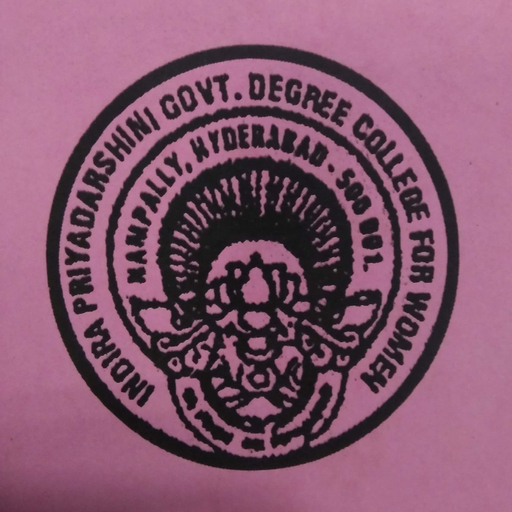 INDIRA PRIYADARSHINI GOVT. DEGREE COLLEGE FOR WOMEN
NAMPALLY, HYDERABAD - 500 001.